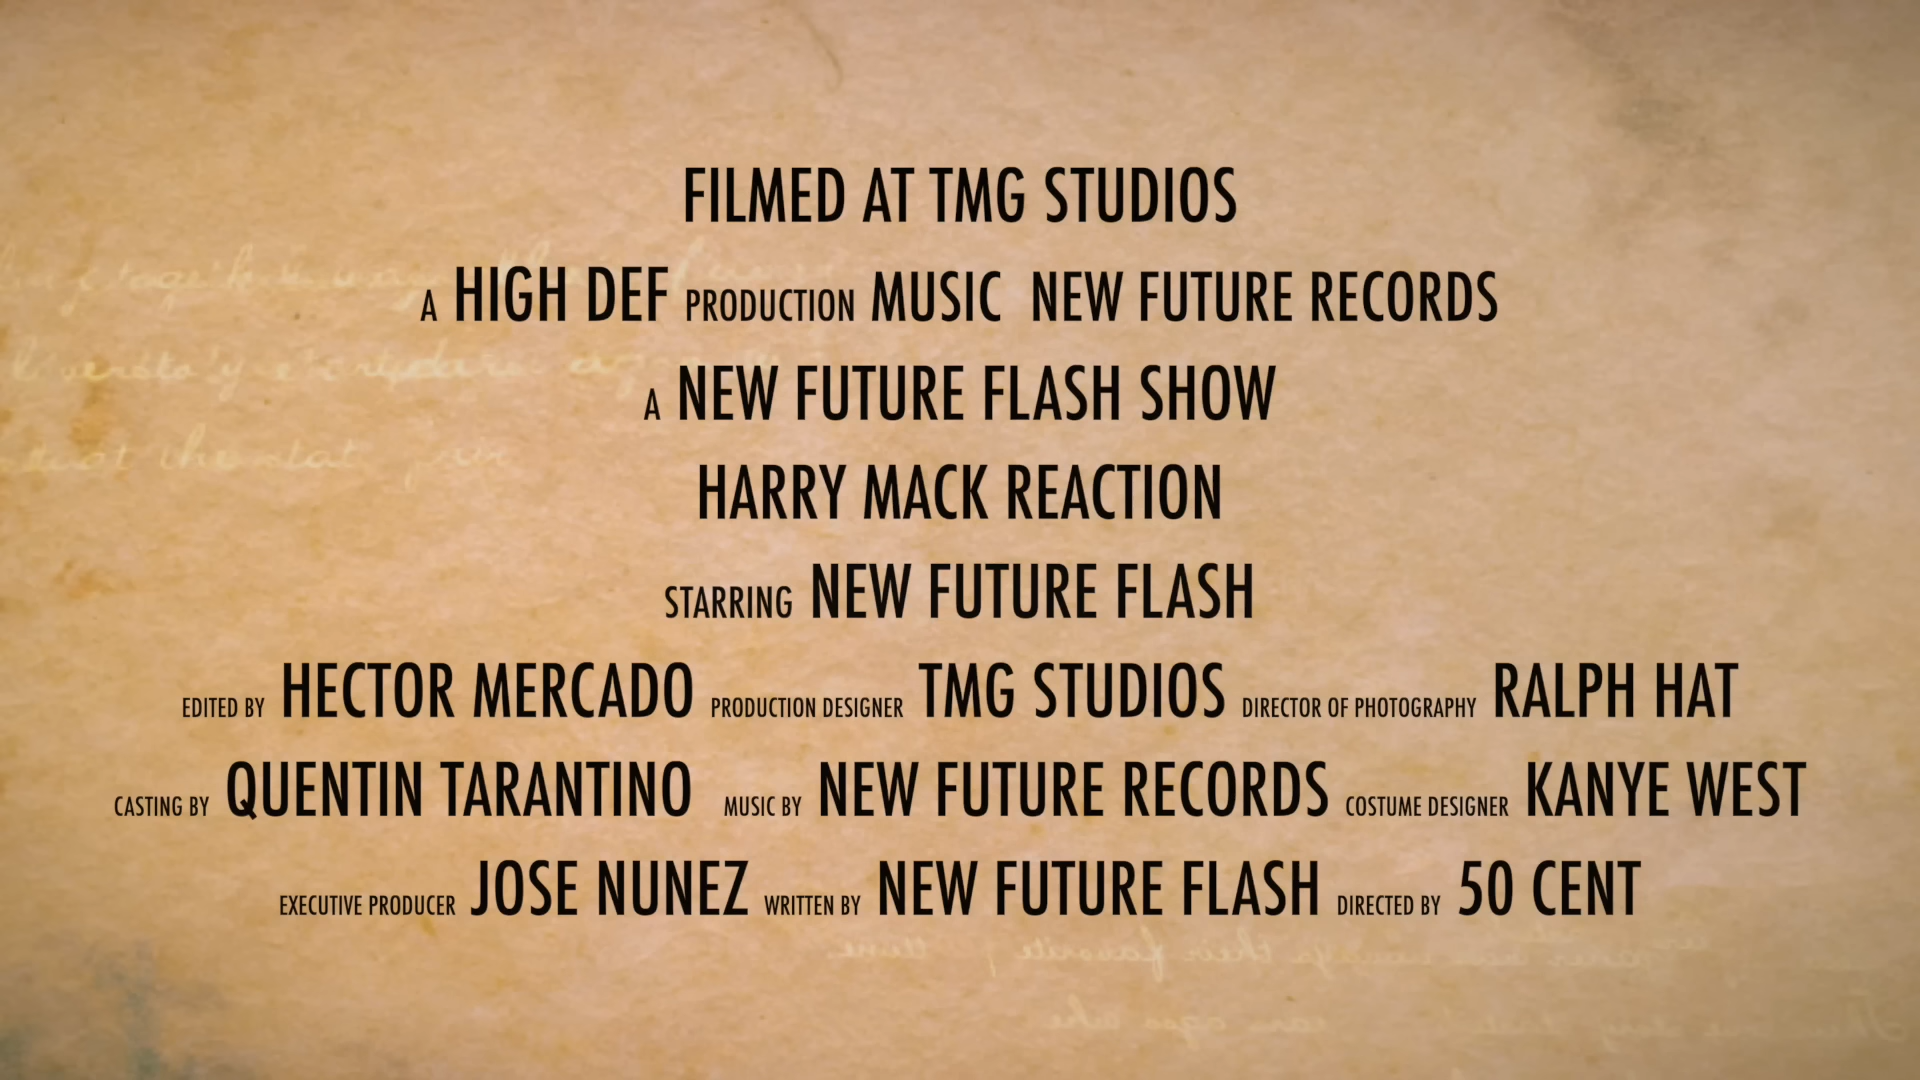 FILMED AT TMG STUDIOS
A HIGH DEF PRODUCTION MUSIC NEW FUTURE RECORDS
A NEW FUTURE FLASH SHOW
HARRY MACK REACTION
STARRING NEW FUTURE FLASH
EDITED BY HECTOR MERCADO PRODUCTION DESIGNER TMG STUDIOS DIRECTOR OF PHOTOGRAPHY RALPH HAT
CASTING BY QUENTIN TARANTINO MUSIC BY NEW FUTURE RECORDS COSTUME DESIGNER KANYE WEST
EXECUTIVE PRODUCER JOSE NUNEZ WRITTEN BY NEW FUTURE FLASH DIRECTED BY 50 CENT